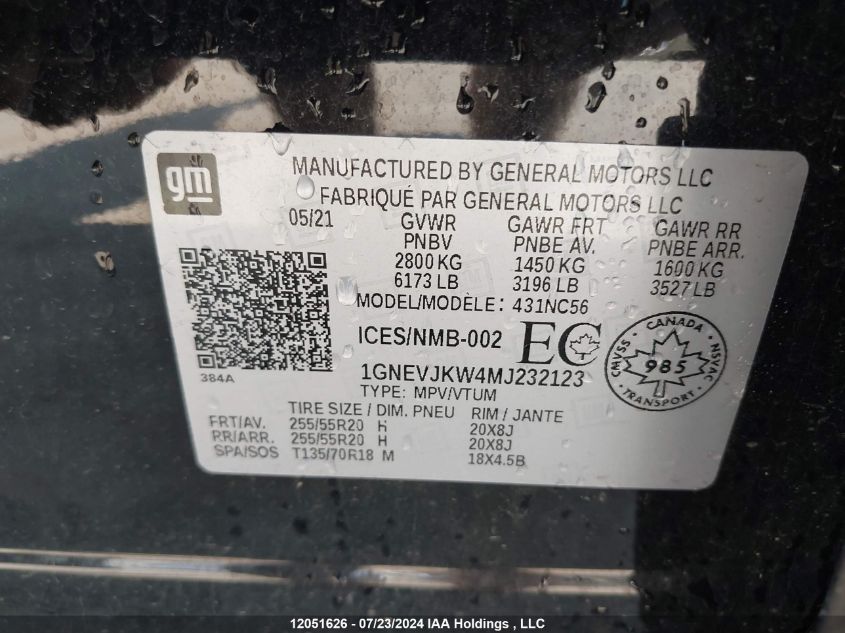 gm
MANUFACTURED BY GENERAL MOTORS LLC
FABRIQUÉ PAR GENERAL MOTORS LLC
05/21 GVWR GAWR FRT GAWR RR
PNBV PNBE AV. PNBE ARR.
2800 KG 1450 KG 1600 KG
6173 LB 3196 LB 3527 LB
MODEL/MODÈLE: 431NC56
ICES/NMB-002 EC
CANADA
CMVSS 985 NSVAC
TRANSPORT
384A
1GNEVJKW4MJ232123
TYPE: MPV/VTUM
TIRE SIZE / DIM. PNEU RIM / JANTE
FRT/AV. 255/55R20 H 20X8J
RR/ARR. 255/55R20 H 20X8J
SPA/SOS T135/70R18 M 18X4.5B
12051626 - 07/23/2024 IAA Holdings , LLC